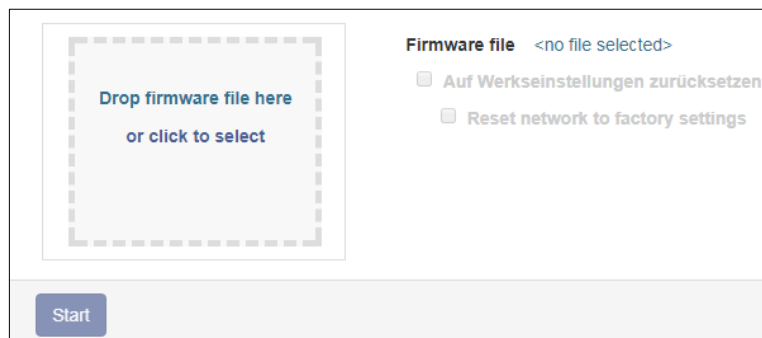 Drop firmware file here
or click to select
Firmware file <no file selected>
Auf Werkseinstellungen zurücksetzen
Reset network to factory settings
Start